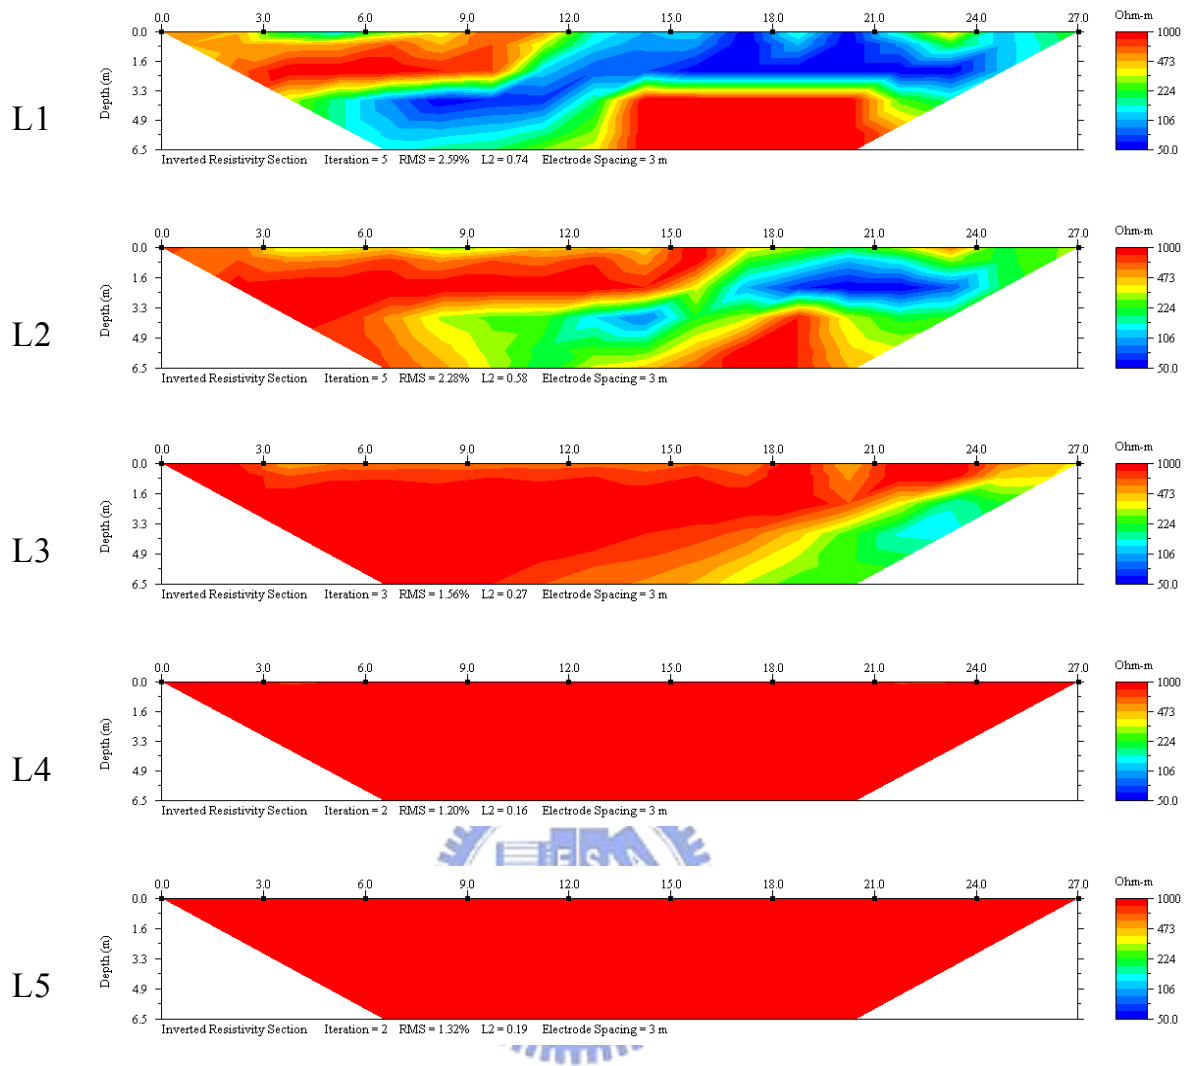 0.0 3.0 6.0 9.0 12.0 15.0 18.0 21.0 24.0 27.0 Ohm-m
L1
Depth (m)
0.0
1.6
3.3
4.9
6.5
1000
473
224
106
50.0
Inverted Resistivity Section Iteration = 5 RMS = 2.59% L2 = 0.74 Electrode Spacing = 3 m
0.0 3.0 6.0 9.0 12.0 15.0 18.0 21.0 24.0 27.0 Ohm-m
L2
Depth (m)
0.0
1.6
3.3
4.9
6.5
1000
473
224
106
50.0
Inverted Resistivity Section Iteration = 5 RMS = 2.28% L2 = 0.58 Electrode Spacing = 3 m
0.0 3.0 6.0 9.0 12.0 15.0 18.0 21.0 24.0 27.0 Ohm-m
L3
Depth (m)
0.0
1.6
3.3
4.9
6.5
1000
473
224
106
50.0
Inverted Resistivity Section Iteration = 3 RMS = 1.56% L2 = 0.27 Electrode Spacing = 3 m
0.0 3.0 6.0 9.0 12.0 15.0 18.0 21.0 24.0 27.0 Ohm-m
L4
Depth (m)
0.0
1.6
3.3
4.9
6.5
1000
473
224
106
50.0
Inverted Resistivity Section Iteration = 2 RMS = 1.20% L2 = 0.16 Electrode Spacing = 3 m
0.0 3.0 6.0 9.0 12.0 15.0 18.0 21.0 24.0 27.0 Ohm-m
L5
Depth (m)
0.0
1.6
3.3
4.9
6.5
1000
473
224
106
50.0
Inverted Resistivity Section Iteration = 2 RMS = 1.32% L2 = 0.19 Electrode Spacing = 3 m